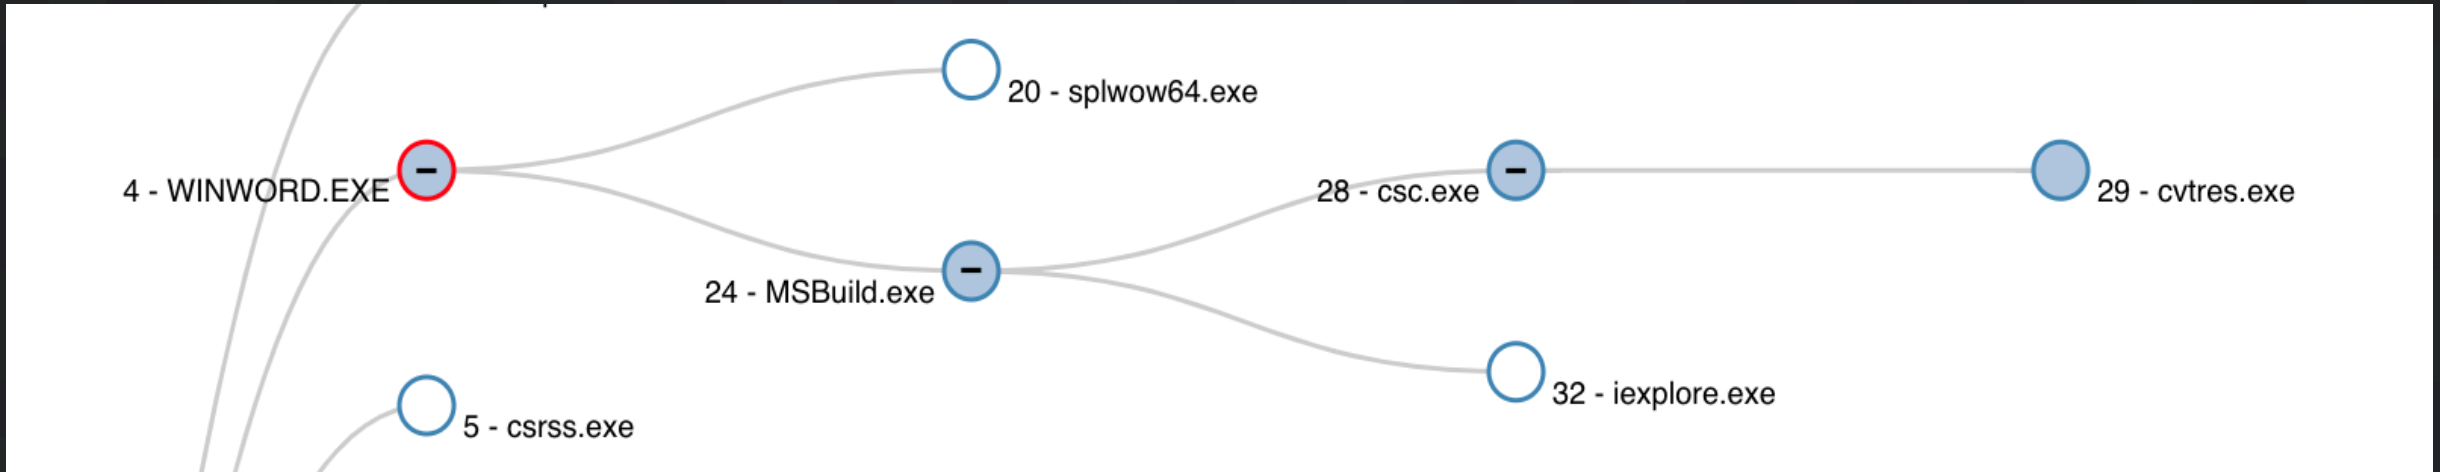 20 - splwow64.exe
4 - WINWORD.EXE
28 - csc.exe
29 - cvtres.exe
24 - MSBuild.exe
32 - iexplore.exe
5 - csrss.exe